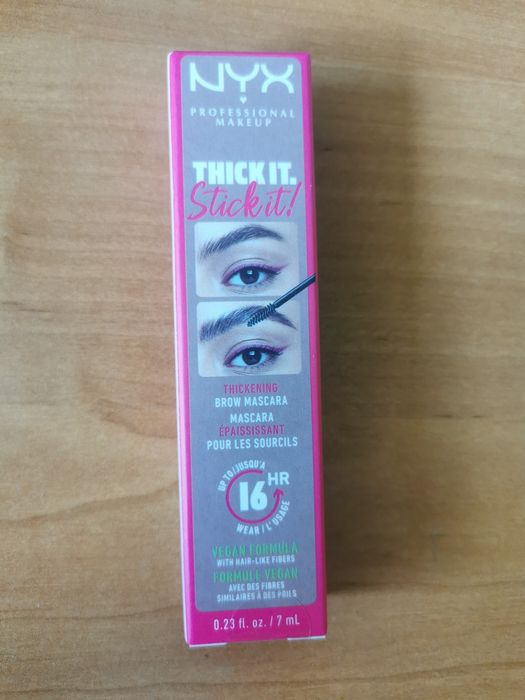 NYX
PROFESSIONAL
MAKEUP
THICK IT.
Stick it!
THICKENING
BROW MASCARA
MASCARA
ÉPAISSISSANT
POUR LES SOURCILS
UP TO/JUSQU'À
16 HR
WEAR/L'USAGE
VEGAN FORMULA
WITH HAIR-LIKE FIBERS
FORMULE VEGAN
AVEC DES FIBRES
SIMILAIRES À DES POILS
0.23 fl. oz. / 7 mL